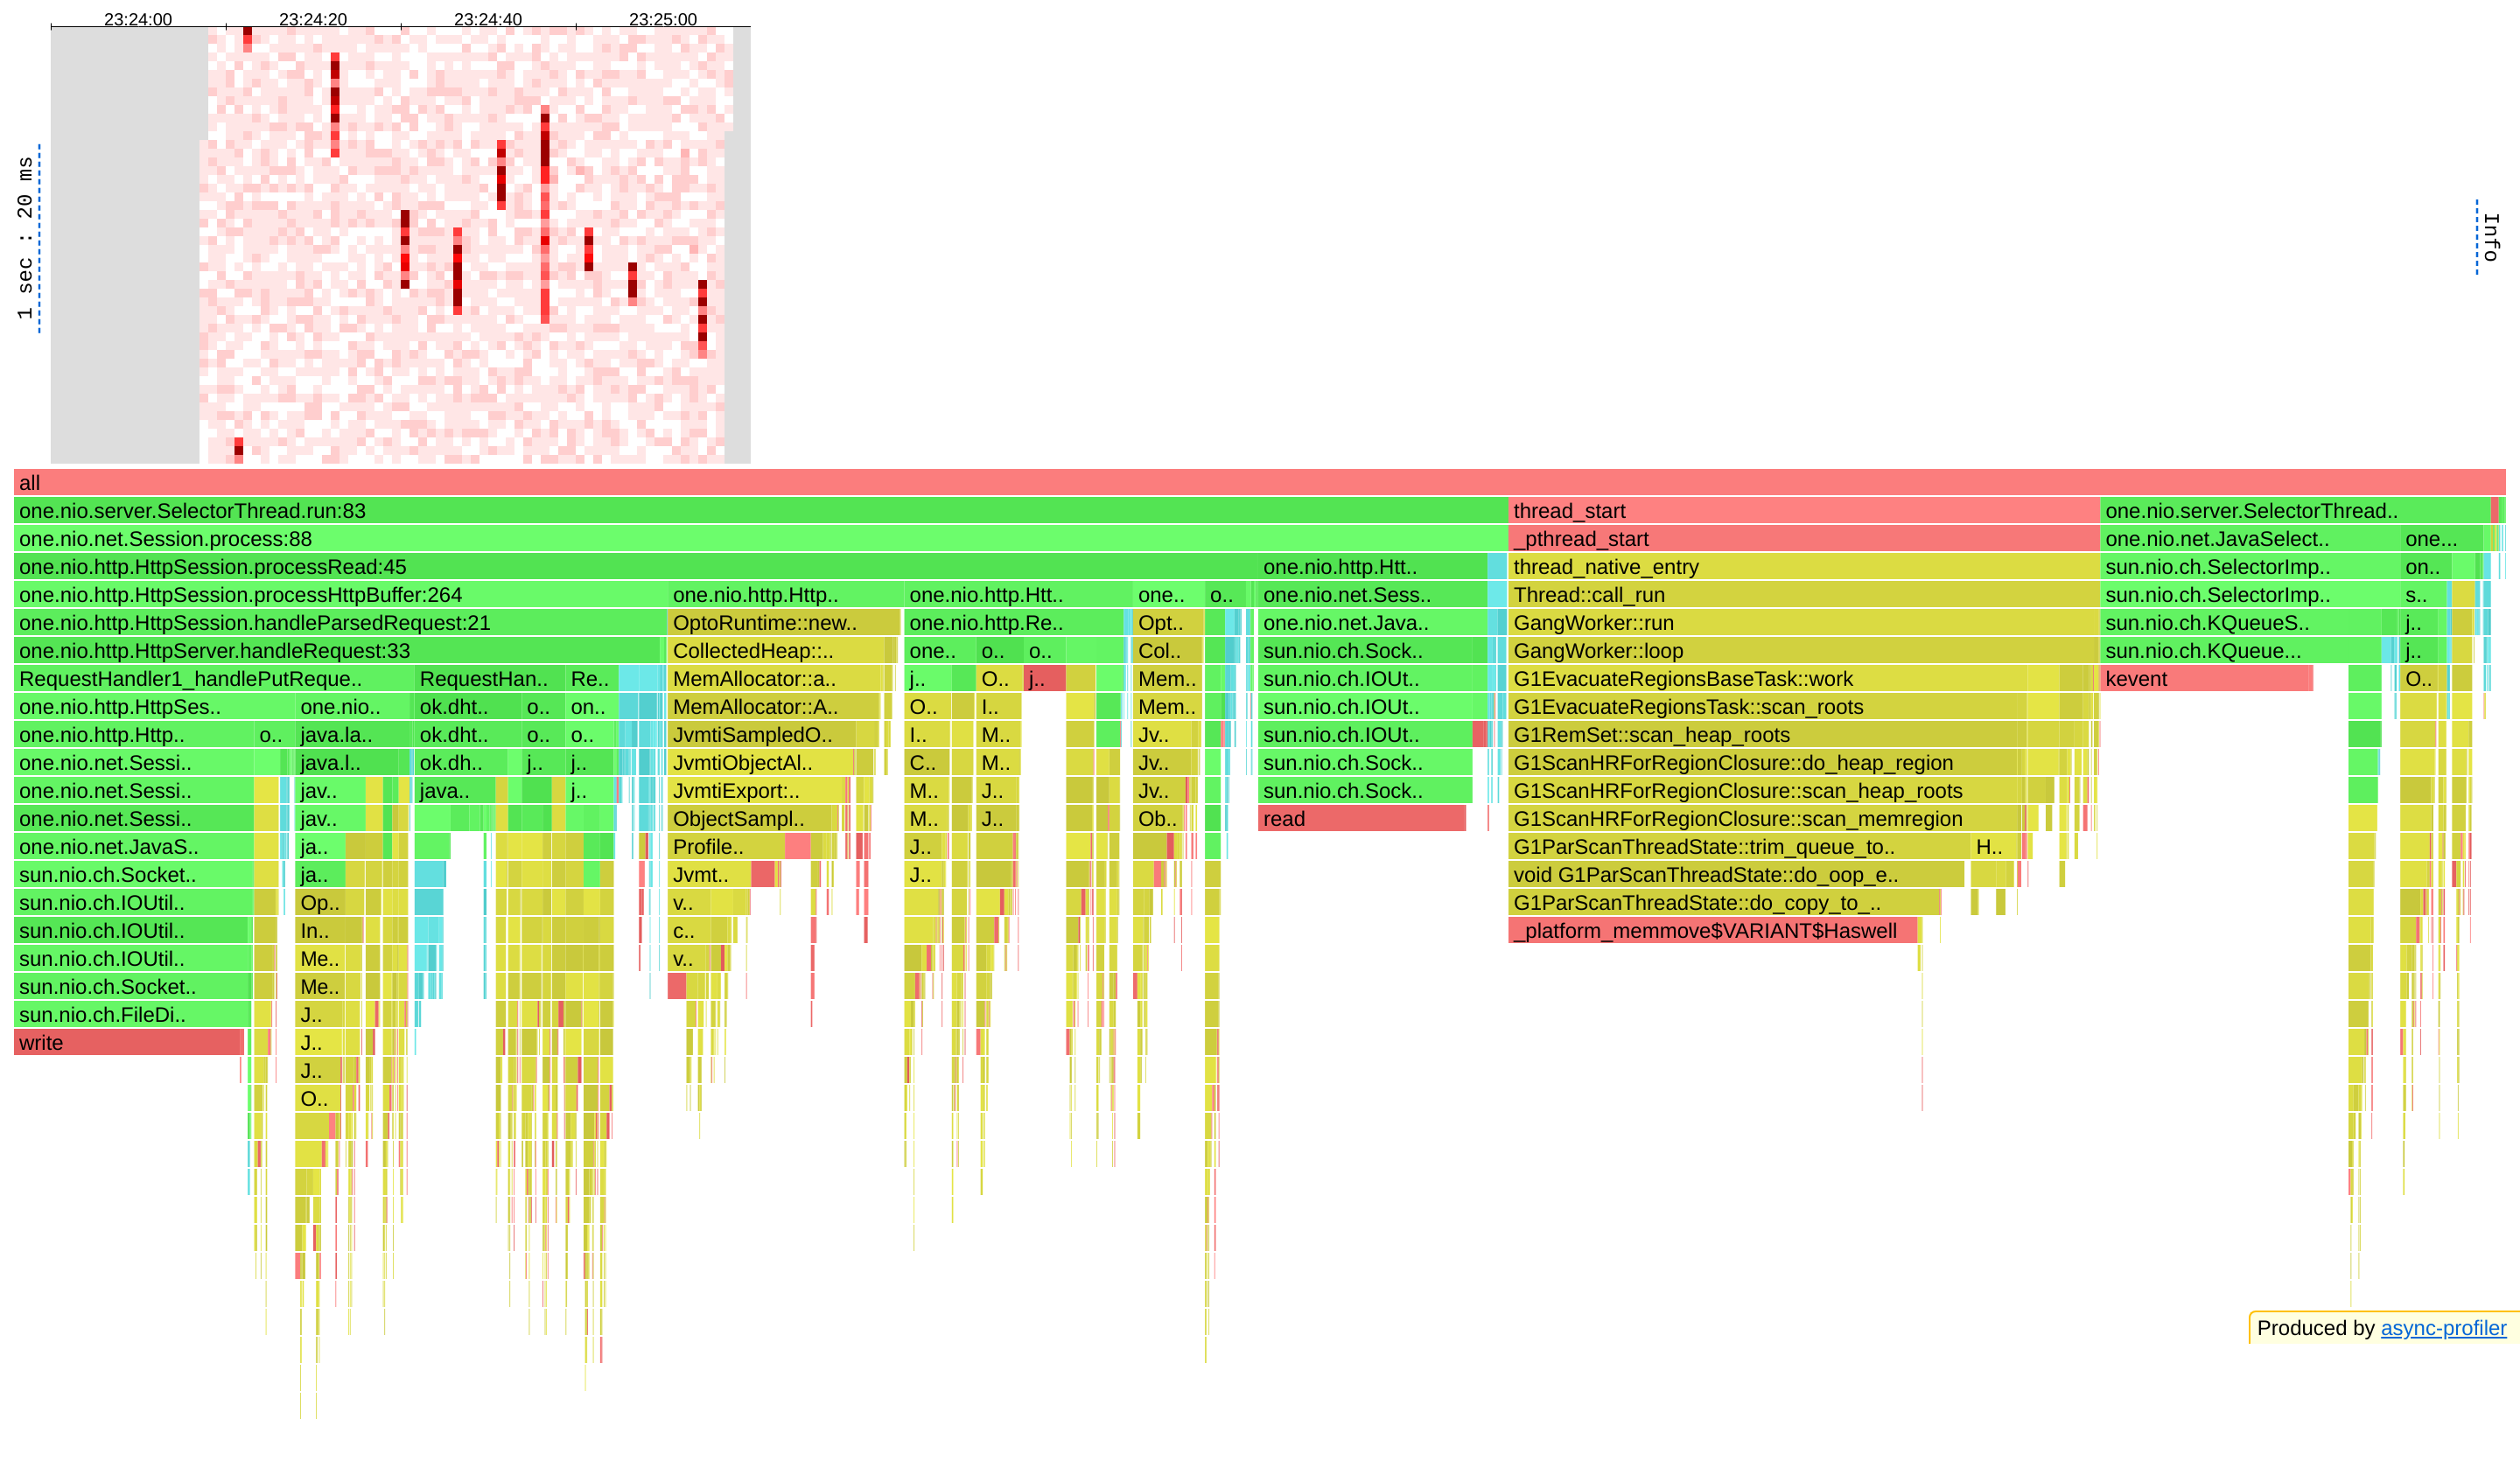 23:24:00 23:24:20 23:24:40 23:25:00
1 sec : 20 ms
Info
all
one.nio.server.SelectorThread.run:83 thread_start one.nio.server.SelectorThread..
one.nio.net.Session.process:88 _pthread_start one.nio.net.JavaSelect.. one...
one.nio.http.HttpSession.processRead:45 one.nio.http.Htt.. thread_native_entry sun.nio.ch.SelectorImp.. on..
one.nio.http.HttpSession.processHttpBuffer:264 one.nio.http.Http.. one.nio.http.Htt.. one.. o.. one.nio.net.Sess.. Thread::call_run sun.nio.ch.SelectorImp.. s..
one.nio.http.HttpSession.handleParsedRequest:21 OptoRuntime::new.. one.nio.http.Re.. Opt.. one.nio.net.Java.. GangWorker::run sun.nio.ch.KQueueS.. j..
one.nio.http.HttpServer.handleRequest:33 CollectedHeap::.. one.. o.. o.. Col.. sun.nio.ch.Sock.. GangWorker::loop sun.nio.ch.KQueue... j..
RequestHandler1_handlePutReque.. RequestHan.. Re.. MemAllocator::a.. j.. O.. j.. Mem.. sun.nio.ch.IOUt.. G1EvacuateRegionsBaseTask::work kevent O..
one.nio.http.HttpSes.. one.nio.. ok.dht.. o.. on.. MemAllocator::A.. O.. I.. Mem.. sun.nio.ch.IOUt.. G1EvacuateRegionsTask::scan_roots
one.nio.http.Http.. o.. java.la.. ok.dht.. o.. o.. JvmtiSampledO.. I.. M.. Jv.. sun.nio.ch.IOUt.. G1RemSet::scan_heap_roots
one.nio.net.Sessi.. java.l.. ok.dh.. j.. j.. JvmtiObjectAl.. C.. M.. Jv.. sun.nio.ch.Sock.. G1ScanHRForRegionClosure::do_heap_region
one.nio.net.Sessi.. jav.. java.. j.. JvmtiExport:.. M.. J.. Jv.. sun.nio.ch.Sock.. G1ScanHRForRegionClosure::scan_heap_roots
one.nio.net.Sessi.. jav.. ObjectSampl.. M.. J.. Ob.. read G1ScanHRForRegionClosure::scan_memregion
one.nio.net.JavaS.. ja.. Profile.. J.. G1ParScanThreadState::trim_queue_to.. H..
sun.nio.ch.Socket.. ja.. Jvmt.. J.. void G1ParScanThreadState::do_oop_e..
sun.nio.ch.IOUtil.. Op.. v.. G1ParScanThreadState::do_copy_to_..
sun.nio.ch.IOUtil.. In.. c.. _platform_memmove$VARIANT$Haswell
sun.nio.ch.IOUtil.. Me.. v..
sun.nio.ch.Socket.. Me..
sun.nio.ch.FileDi.. J..
write J..
J..
O..
Produced by async-profiler